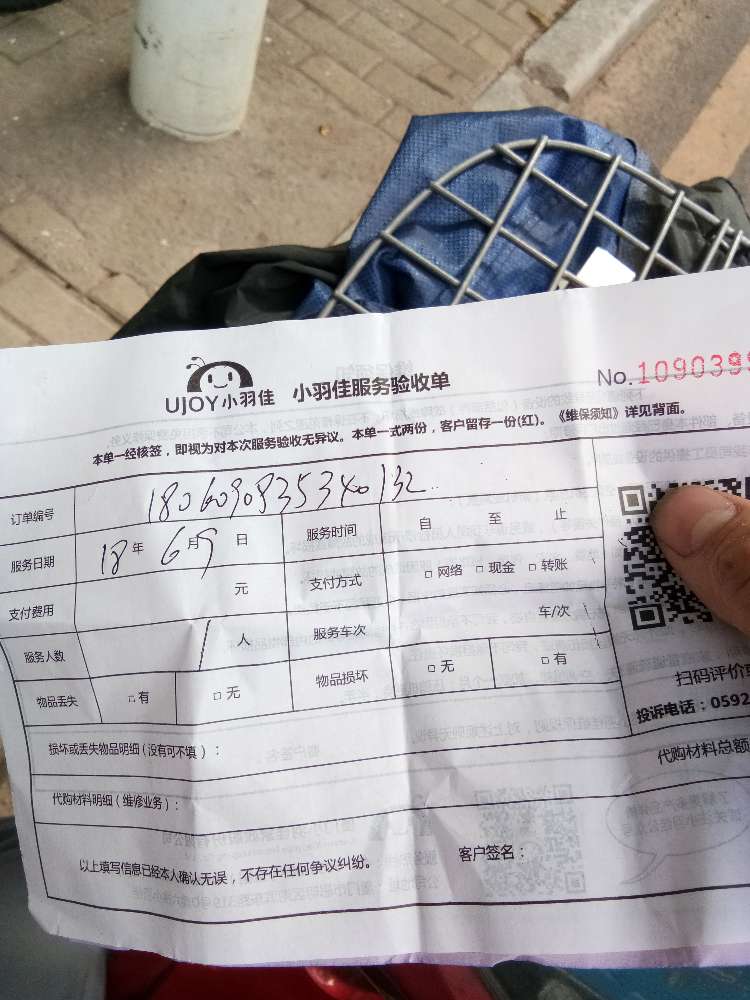 UJOY小羽佳 小羽佳服务验收单 No.1090399
本单一经核签，即视为对本次服务验收无异议。本单一式两份，客户留存一份(红)。《维保须知》详见背面。
订单编号 1806090835340132
服务日期 18年6月9日 服务时间 自 至 止
支付费用 元 支付方式 □网络 □现金 □转账
服务人数 1人 服务车次 车/次
物品丢失 □有 □无 物品损坏 □无 □有
扫码评价
投诉电话：0592
损坏或丢失物品明细(没有可不填)：
代购材料总额
代购材料明细(维修业务)：
以上填写信息已经本人确认无误，不存在任何争议纠纷。 客户签名：